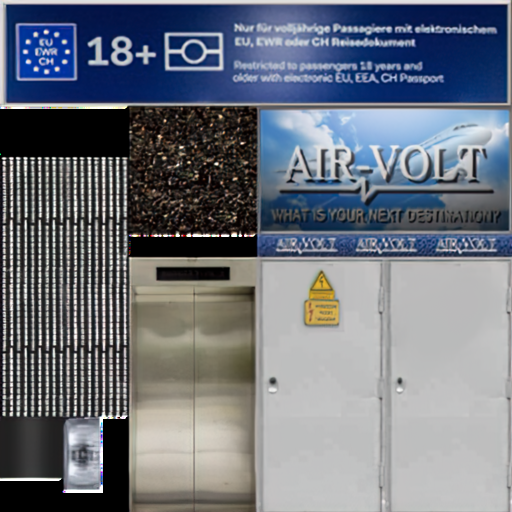 EU
EWR
CH
18+
Nur für volljährige Passagiere mit elektronischem
EU, EWR oder CH Reisedokument
Restricted to passengers 18 years and
older with electronic EU, EEA, CH Passport
AIR-VOLT
WHAT IS YOUR NEXT DESTINATION?
AIR-VOLT AIR-VOLT AIR-VOLT